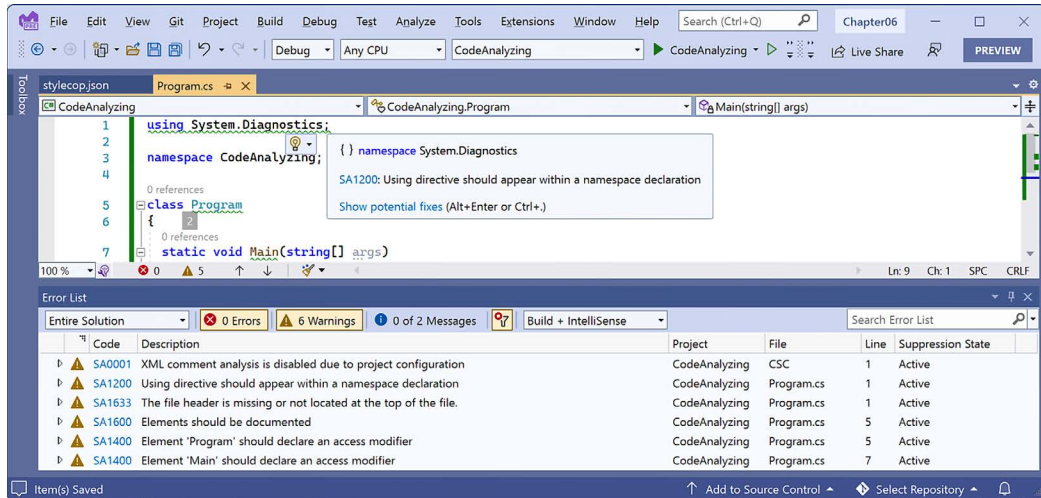 File Edit View Git Project Build Debug Test Analyze Tools Extensions Window Help Search (Ctrl+Q) Chapter06
Debug Any CPU CodeAnalyzing CodeAnalyzing Live Share PREVIEW
Toolbox
stylecop.json Program.cs
C# CodeAnalyzing CodeAnalyzing.Program Main(string[] args)
1 using System.Diagnostics;
2
{ } namespace System.Diagnostics
3 namespace CodeAnalyzing;
SA1200: Using directive should appear within a namespace declaration
4
0 references
Show potential fixes (Alt+Enter or Ctrl+.)
5 class Program
6 { 2
0 references
7 static void Main(string[] args)
100 % 0 5 Ln: 9 Ch: 1 SPC CRLF
Error List
Entire Solution 0 Errors 6 Warnings 0 of 2 Messages Build + IntelliSense Search Error List
Code Description Project File Line Suppression State
SA0001 XML comment analysis is disabled due to project configuration CodeAnalyzing CSC 1 Active
SA1200 Using directive should appear within a namespace declaration CodeAnalyzing Program.cs 1 Active
SA1633 The file header is missing or not located at the top of the file. CodeAnalyzing Program.cs 1 Active
SA1600 Elements should be documented CodeAnalyzing Program.cs 5 Active
SA1400 Element 'Program' should declare an access modifier CodeAnalyzing Program.cs 5 Active
SA1400 Element 'Main' should declare an access modifier CodeAnalyzing Program.cs 7 Active
Item(s) Saved Add to Source Control Select Repository